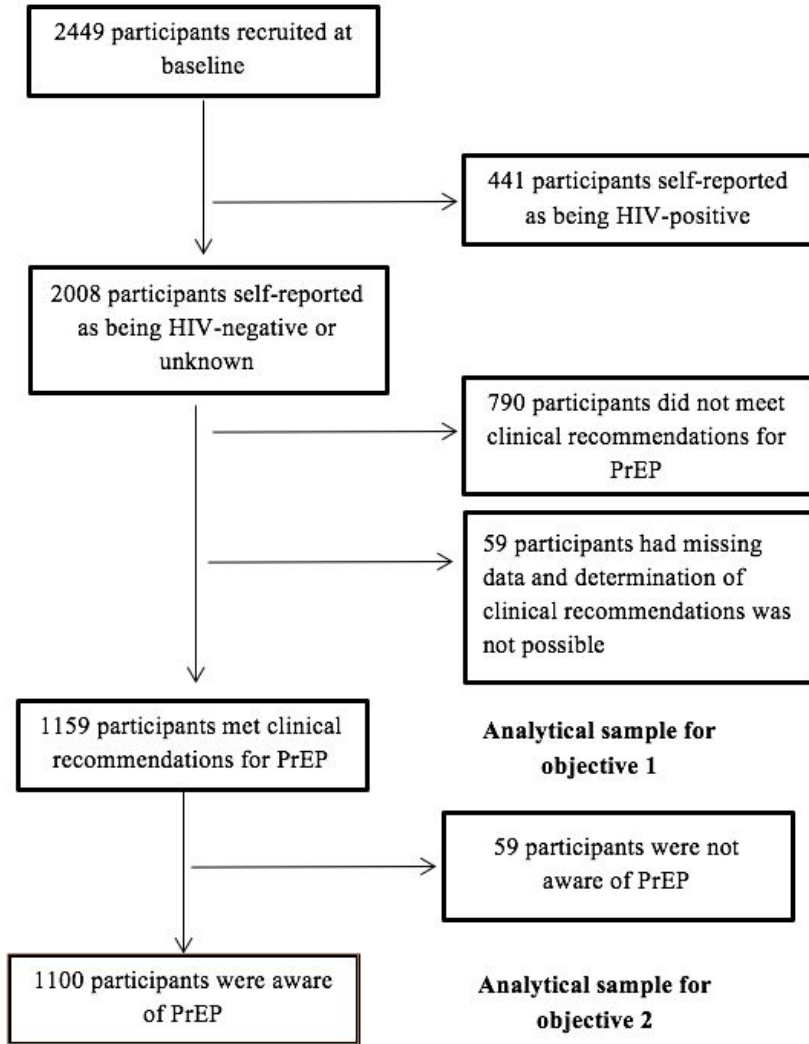 2449 participants recruited at
baseline
441 participants self-reported
as being HIV-positive
2008 participants self-reported
as being HIV-negative or
unknown
790 participants did not meet
clinical recommendations for
PrEP
59 participants had missing
data and determination of
clinical recommendations was
not possible
1159 participants met clinical
recommendations for PrEP
Analytical sample for
objective 1
59 participants were not
aware of PrEP
1100 participants were aware
of PrEP
Analytical sample for
objective 2